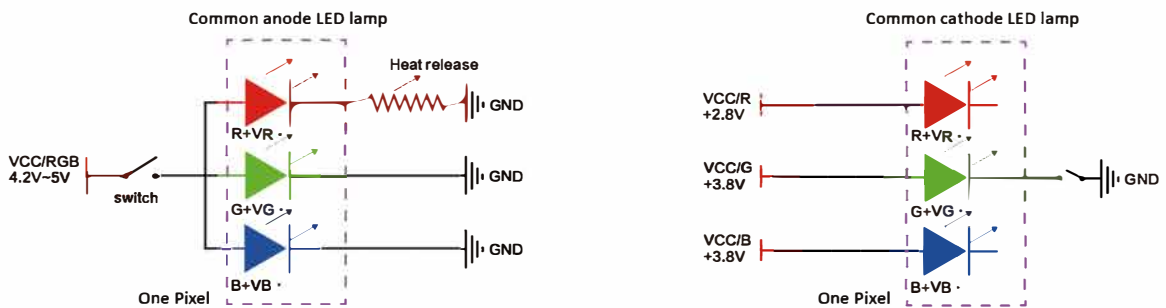 Common anode LED lamp
Heat release
GND
R+VR -
VCC/RGB
4.2V~5V
switch
GND
G+VG -
GND
B+VB -
One Pixel
Common cathode LED lamp
VCC/R
+2.8V
R+VR -
VCC/G
+3.8V
GND
G+VG -
VCC/B
+3.8V
B+VB -
One Pixel